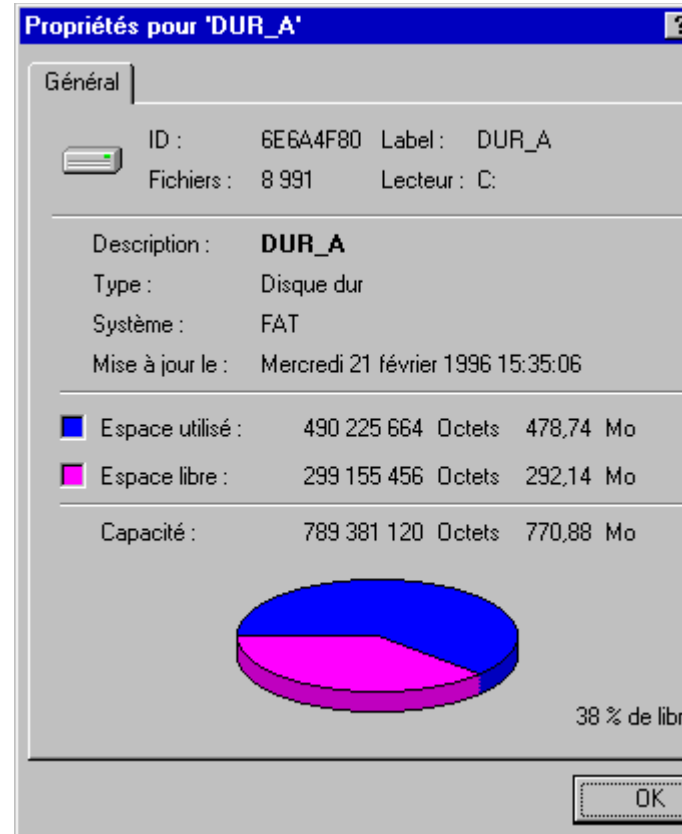 Propriétés pour 'DUR_A' ?
Général
ID : 6E6A4F80 Label : DUR_A
Fichiers : 8 991 Lecteur : C:
Description : DUR_A
Type : Disque dur
Système : FAT
Mise à jour le : Mercredi 21 février 1996 15:35:06
Espace utilisé : 490 225 664 Octets 478,74 Mo
Espace libre : 299 155 456 Octets 292,14 Mo
Capacité : 789 381 120 Octets 770,88 Mo
38 % de libr
OK